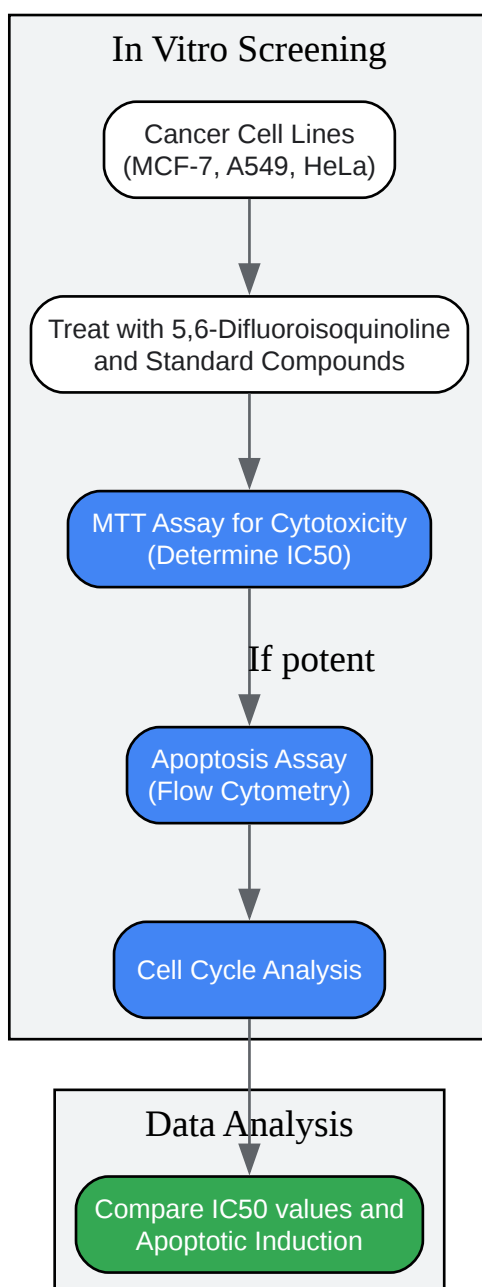 In Vitro Screening
Cancer Cell Lines
(MCF-7, A549, HeLa)
Treat with 5,6-Difluoroisoquinoline
and Standard Compounds
MTT Assay for Cytotoxicity
(Determine IC50)
If potent
Apoptosis Assay
(Flow Cytometry)
Cell Cycle Analysis
Data Analysis
Compare IC50 values and
Apoptotic Induction